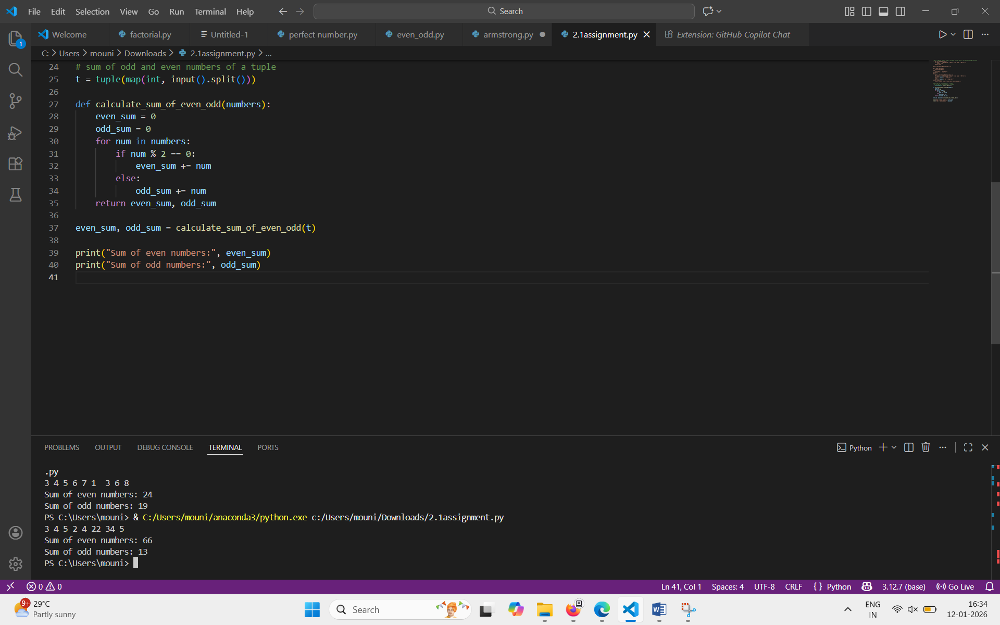 File Edit Selection View Go Run Terminal Help
Search
Welcome factorial.py Untitled-1 perfect number.py even_odd.py armstrong.py 2.1assignment.py Extension: GitHub Copilot Chat
C: > Users > mouni > Downloads > 2.1assignment.py > ...
24 # sum of odd and even numbers of a tuple
25 t = tuple(map(int, input().split()))
26
27 def calculate_sum_of_even_odd(numbers):
28 even_sum = 0
29 odd_sum = 0
30 for num in numbers:
31 if num % 2 == 0:
32 even_sum += num
33 else:
34 odd_sum += num
35 return even_sum, odd_sum
36
37 even_sum, odd_sum = calculate_sum_of_even_odd(t)
38
39 print("Sum of even numbers:", even_sum)
40 print("Sum of odd numbers:", odd_sum)
41
1
PROBLEMS OUTPUT DEBUG CONSOLE TERMINAL PORTS
Python
.py
3 4 5 6 7 1  3 6 8
Sum of even numbers: 24
Sum of odd numbers: 19
PS C:\Users\mouni> & C:/Users/mouni/anaconda3/python.exe c:/Users/mouni/Downloads/2.1assignment.py
3 4 5 2 4 22 34 5
Sum of even numbers: 66
Sum of odd numbers: 13
PS C:\Users\mouni>
0 0 Ln 41, Col 1 Spaces: 4 UTF-8 CRLF { } Python 3.12.7 (base) Go Live
9+ 29°C
Partly sunny
Search
ENG
IN
16:34
12-01-2026